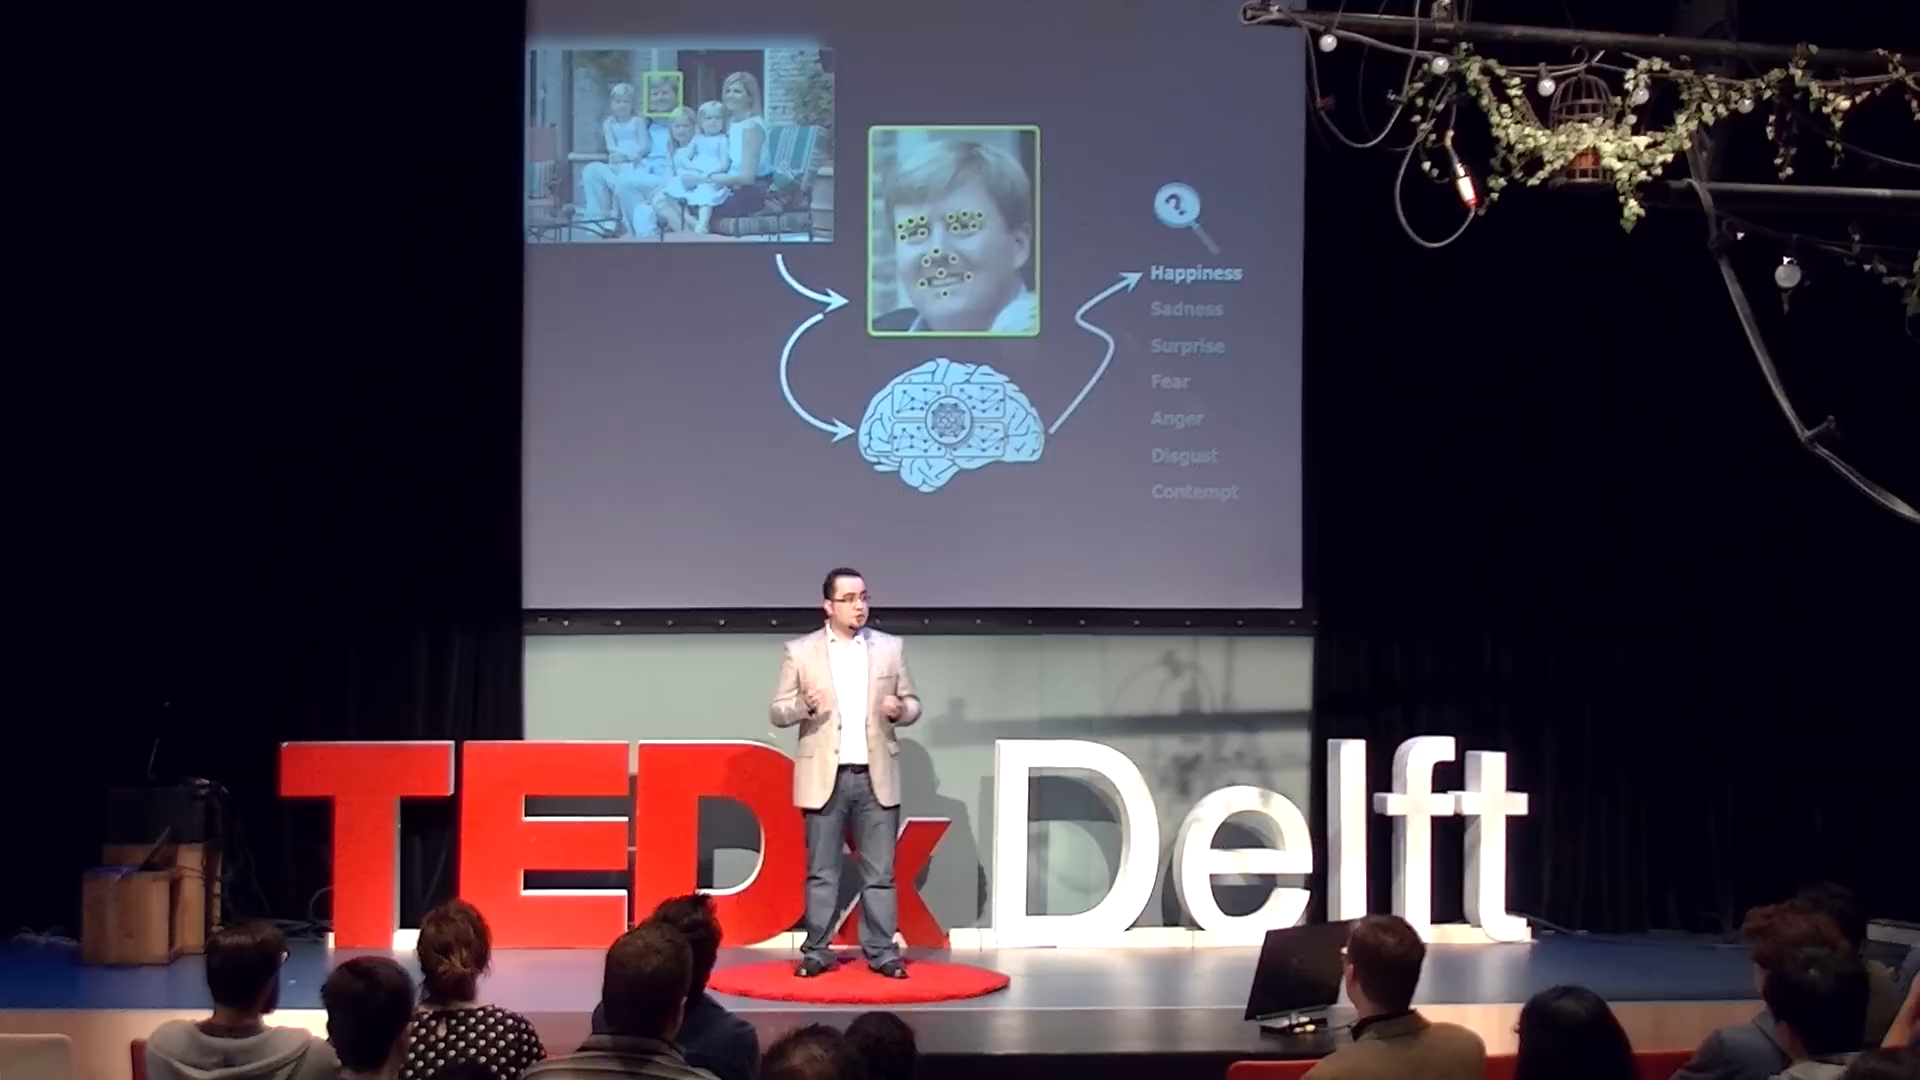 ?
Happiness
Sadness
Surprise
Fear
Anger
Disgust
Contempt
TEDx Delft